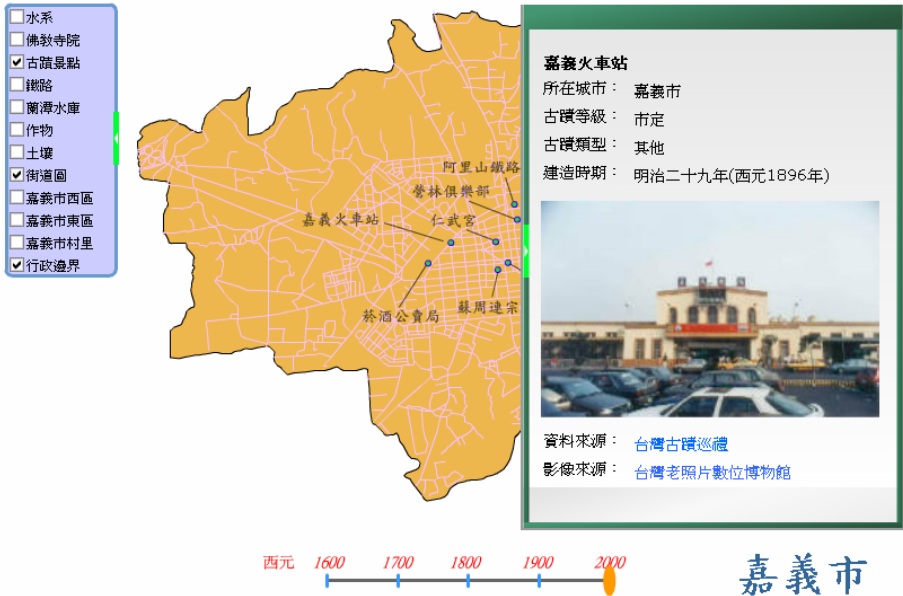 水系
佛教寺院
古蹟景點
鐵路
蘭潭水庫
作物
土壤
街道圖
嘉義市西區
嘉義市東區
嘉義市村里
行政邊界
阿里山鐵路
營林俱樂部
嘉義火車站
仁武宮
菸酒公賣局
蘇周連宗
嘉義火車站
所在城市： 嘉義市
古蹟等級： 市定
古蹟類型： 其他
建造時期： 明治二十九年(西元1896年)
資料來源： 台灣古蹟巡禮
影像來源： 台灣老照片數位博物館
西元 1600 1700 1800 1900 2000
嘉義市